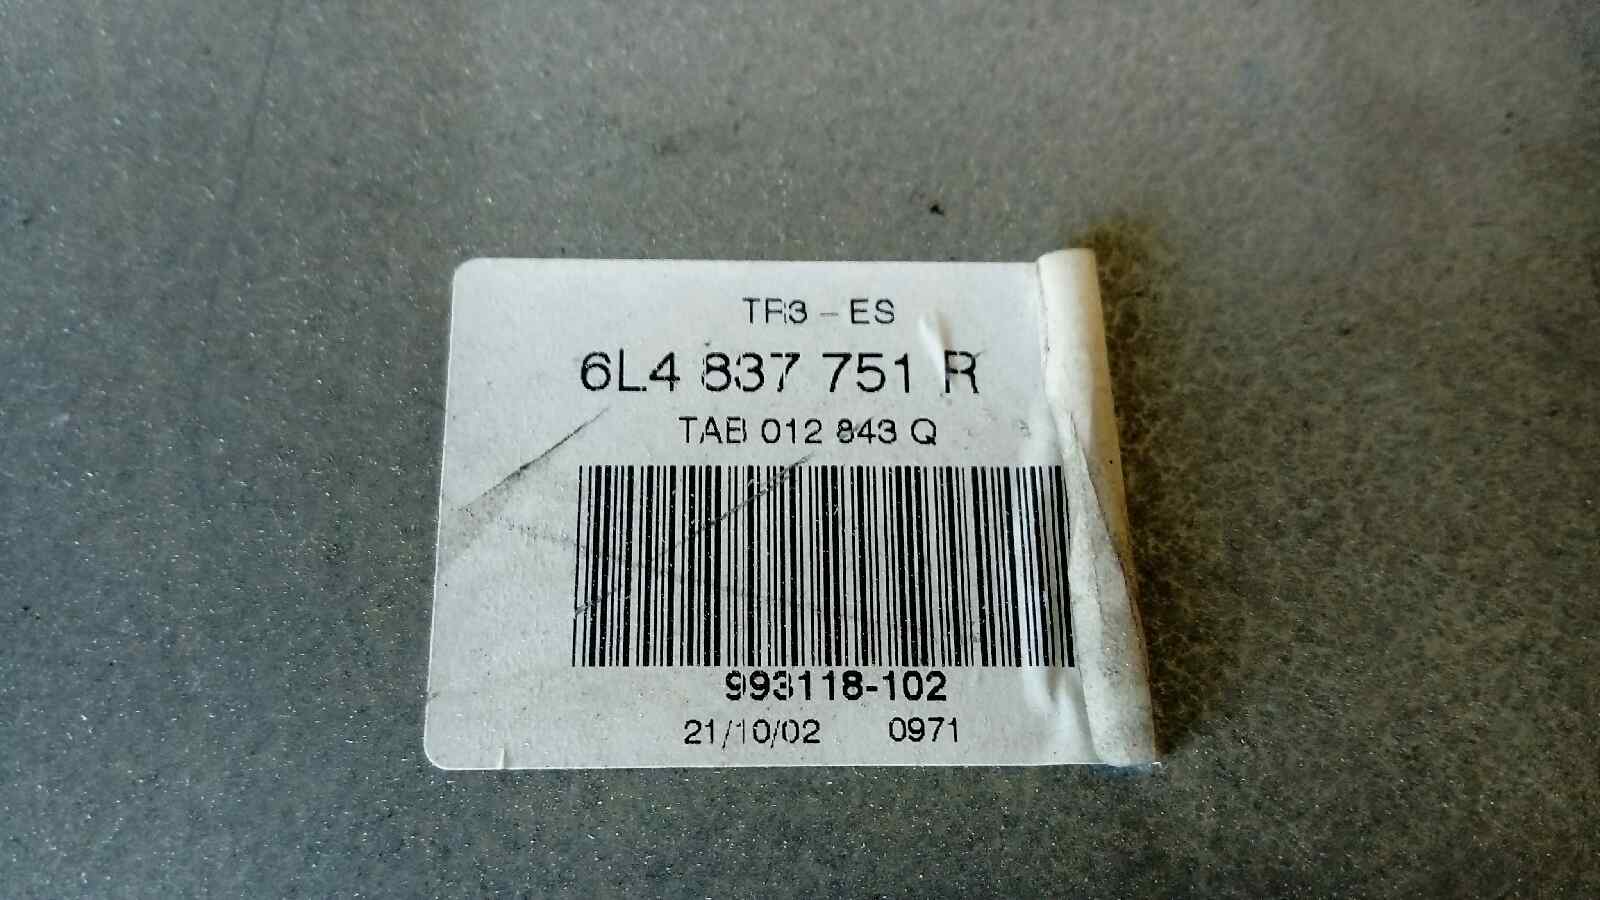 TR3 - ES
6L4 837 751 R
TAB 012 843 Q
993118-102
21/10/02 0971